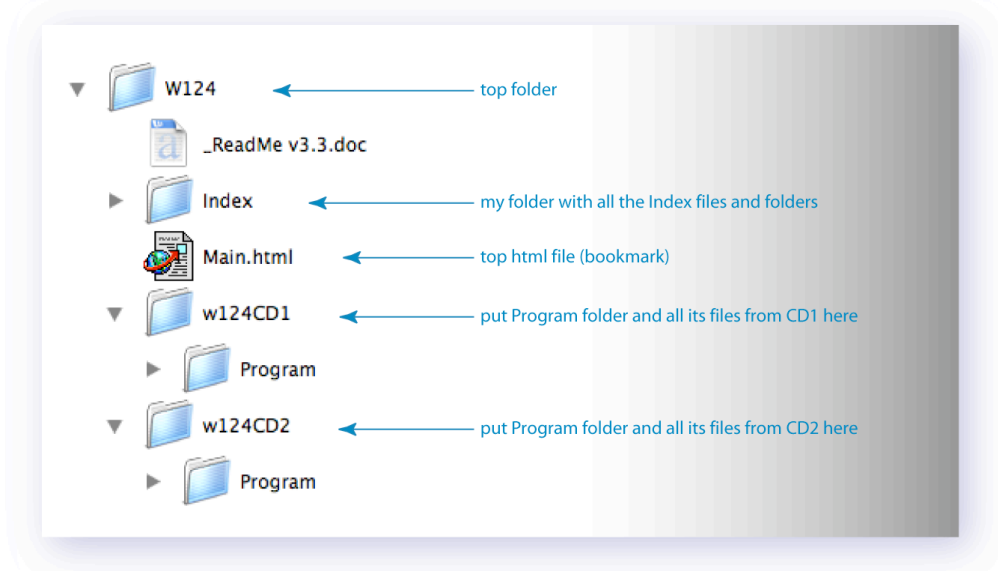 W124 top folder
_ReadMe v3.3.doc
Index my folder with all the Index files and folders
Main.html top html file (bookmark)
w124CD1 put Program folder and all its files from CD1 here
Program
w124CD2 put Program folder and all its files from CD2 here
Program